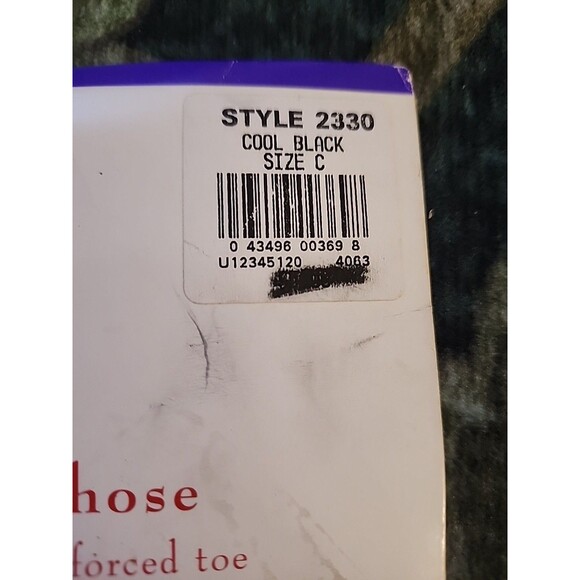 STYLE 2330
COOL BLACK
SIZE C
0 43496 00369 8
U12345120 4063
hose
forced toe